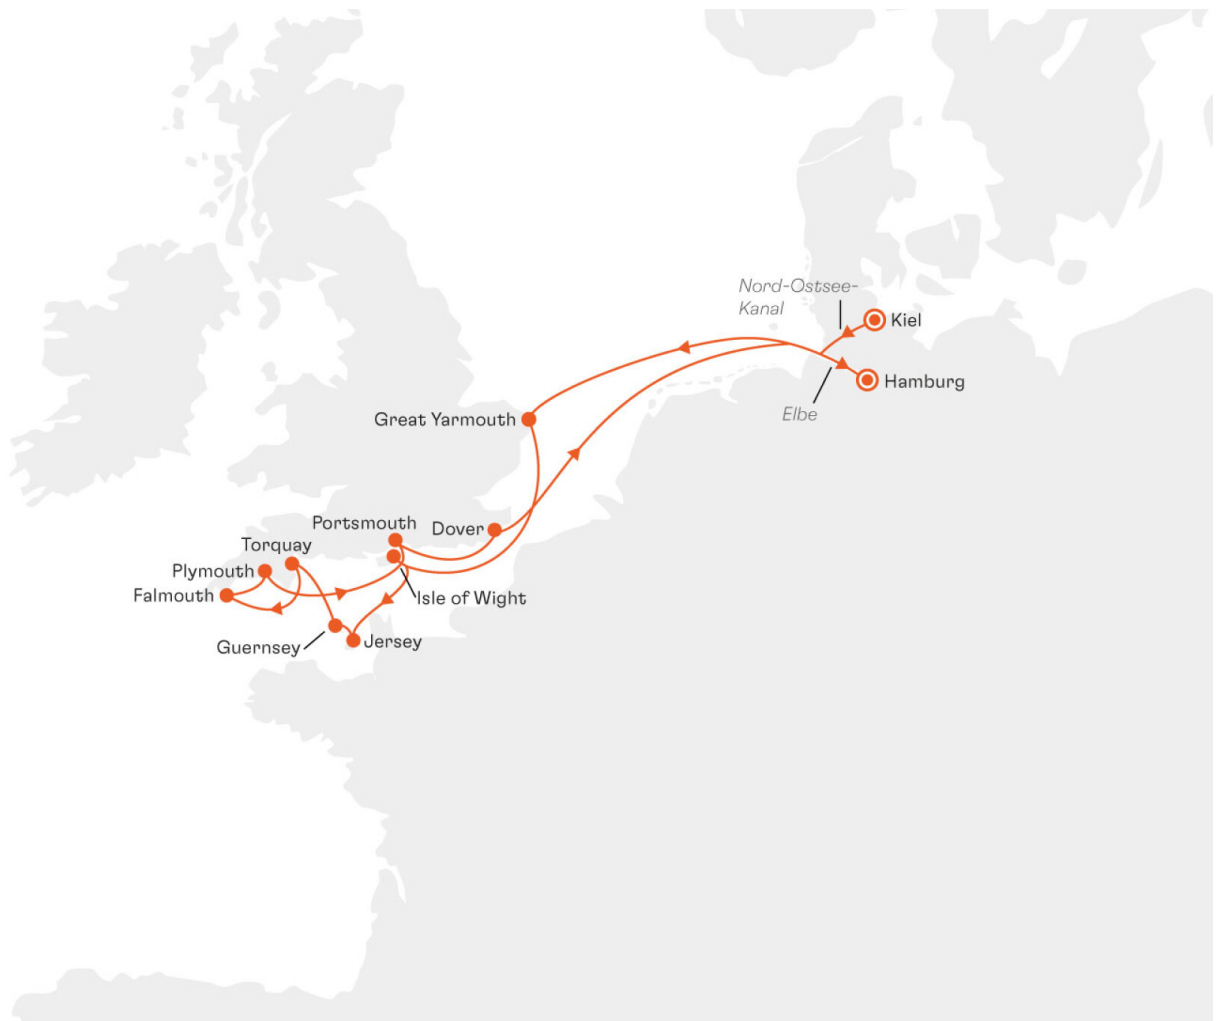 Nord-Ostsee-
Kanal
Kiel
Hamburg
Elbe
Great Yarmouth
Portsmouth
Dover
Torquay
Plymouth
Falmouth
Isle of Wight
Guernsey
Jersey